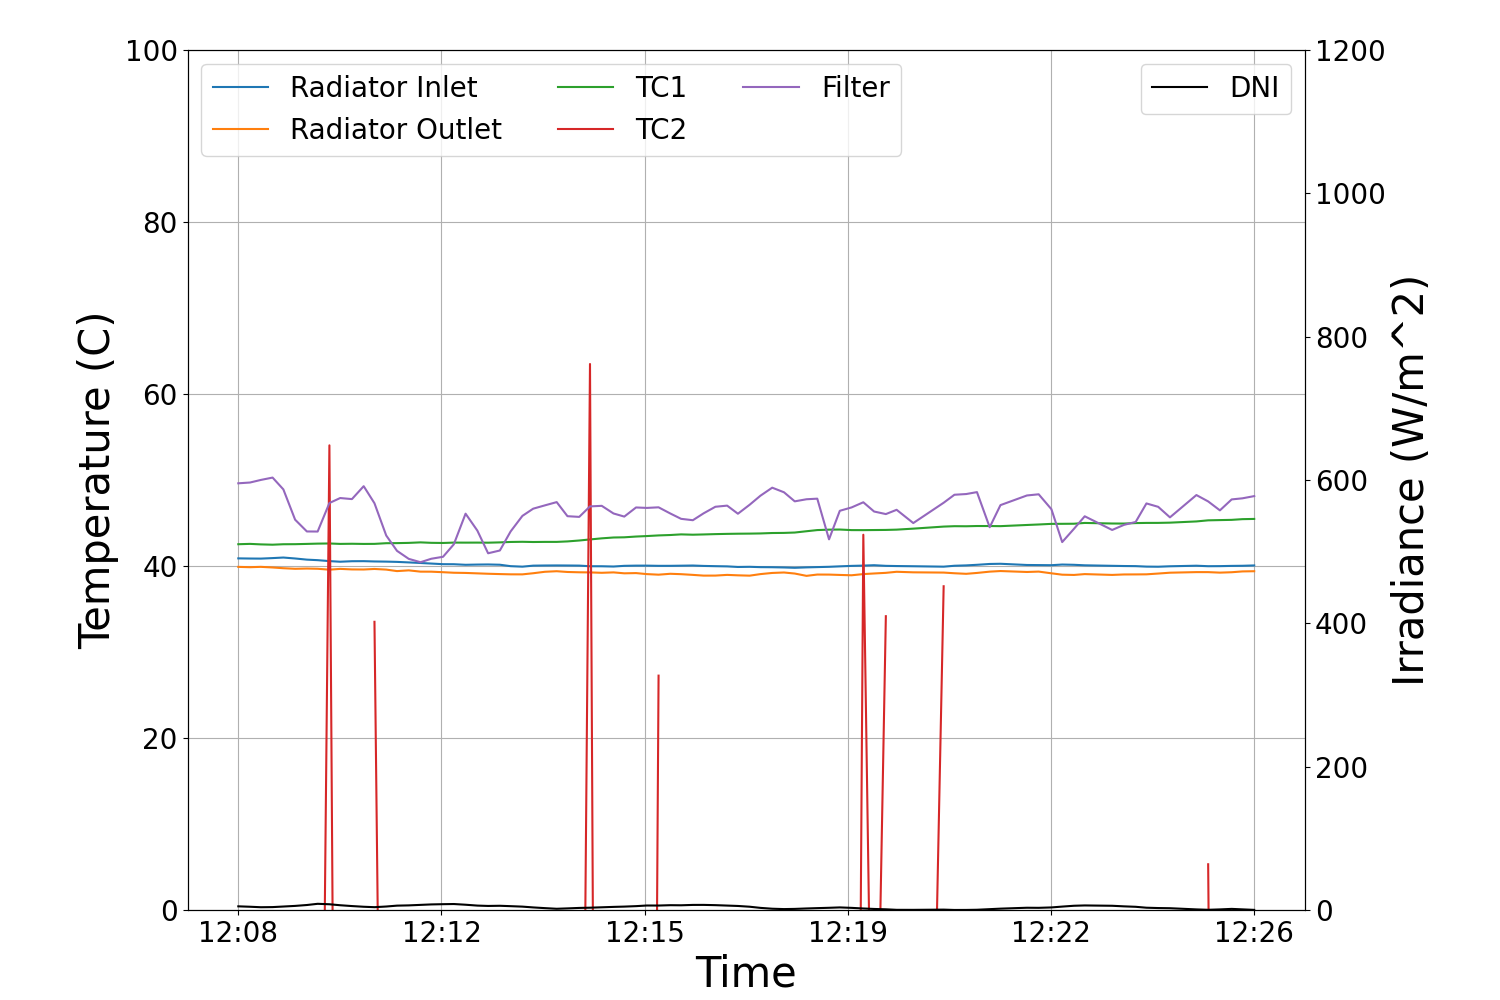 100
80
60
40
20
0
Temperature (C)
Radiator Inlet
Radiator Outlet
TC1
TC2
Filter
DNI
1200
1000
800
600
400
200
0
Irradiance (W/m^2)
12:08 12:12 12:15 12:19 12:22 12:26
Time